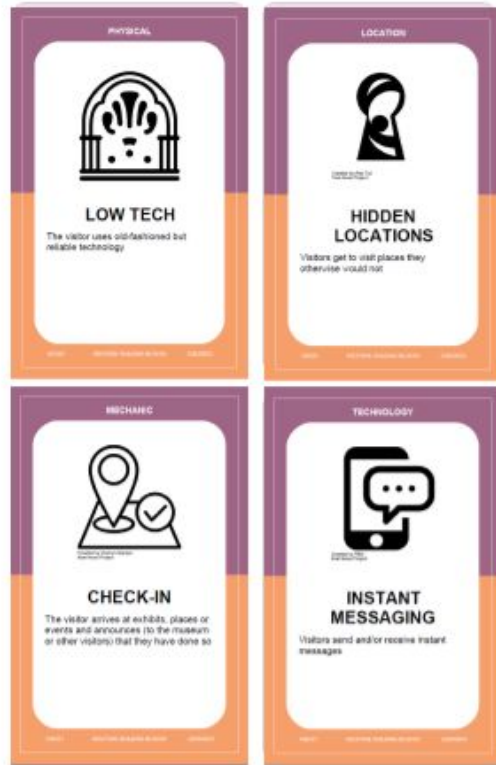 PHYSICAL
LOW TECH
The visitor uses old-fashioned but
reliable technology
LOCATION
HIDDEN
LOCATIONS
Visitors get to visit places they
otherwise would not
MECHANIC
CHECK-IN
The visitor arrives at exhibits, places or
events and announces (to the museum
or other visitors) that they have done so
TECHNOLOGY
INSTANT
MESSAGING
Visitors send and/or receive instant
messages